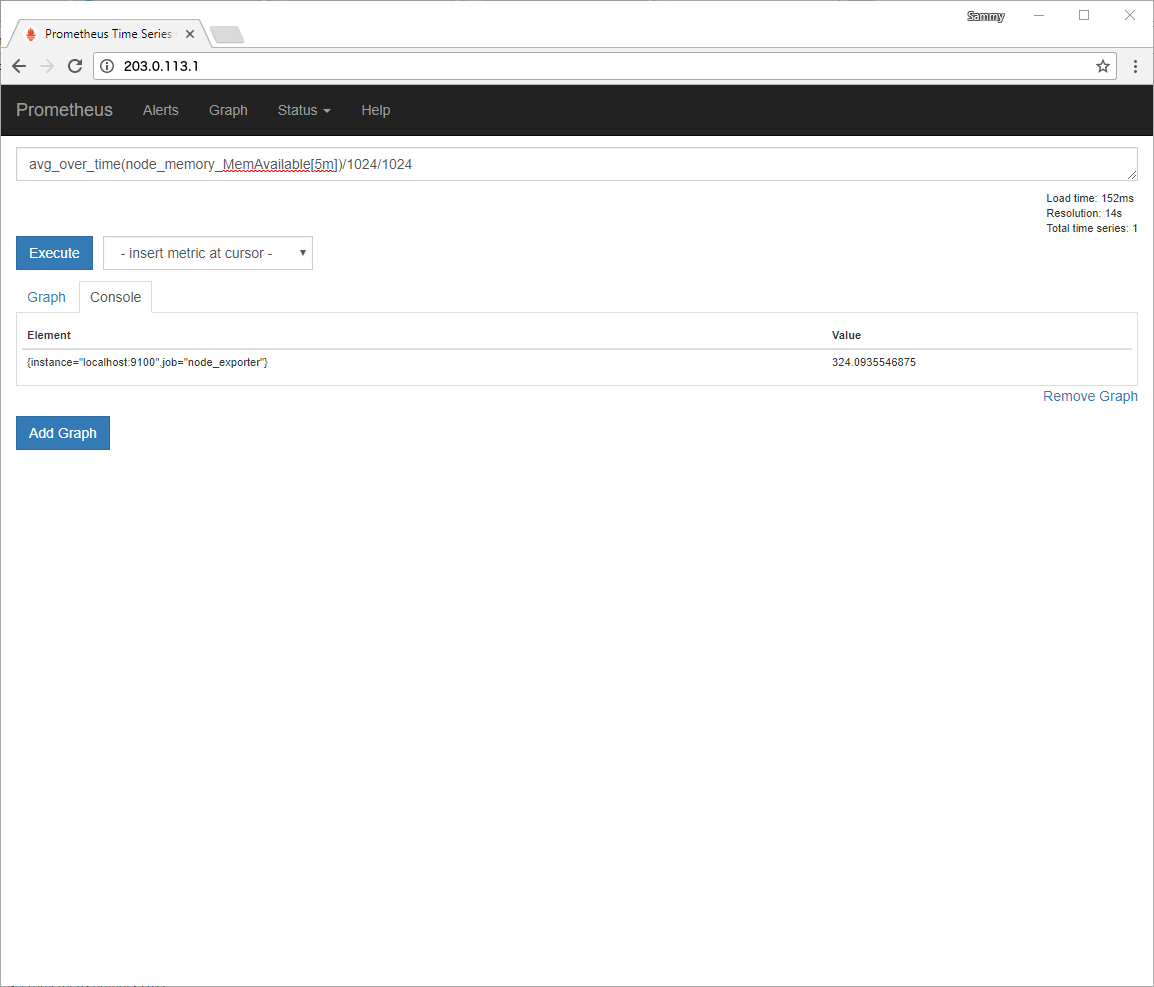 Sammy
Prometheus Time Series
203.0.113.1
Prometheus Alerts Graph Status Help
avg_over_time(node_memory_MemAvailable[5m])/1024/1024
Load time: 152ms
Resolution: 14s
Total time series: 1
Execute - insert metric at cursor -
Graph Console
Element Value
{instance="localhost:9100",job="node_exporter"} 324.0935546875
Remove Graph
Add Graph